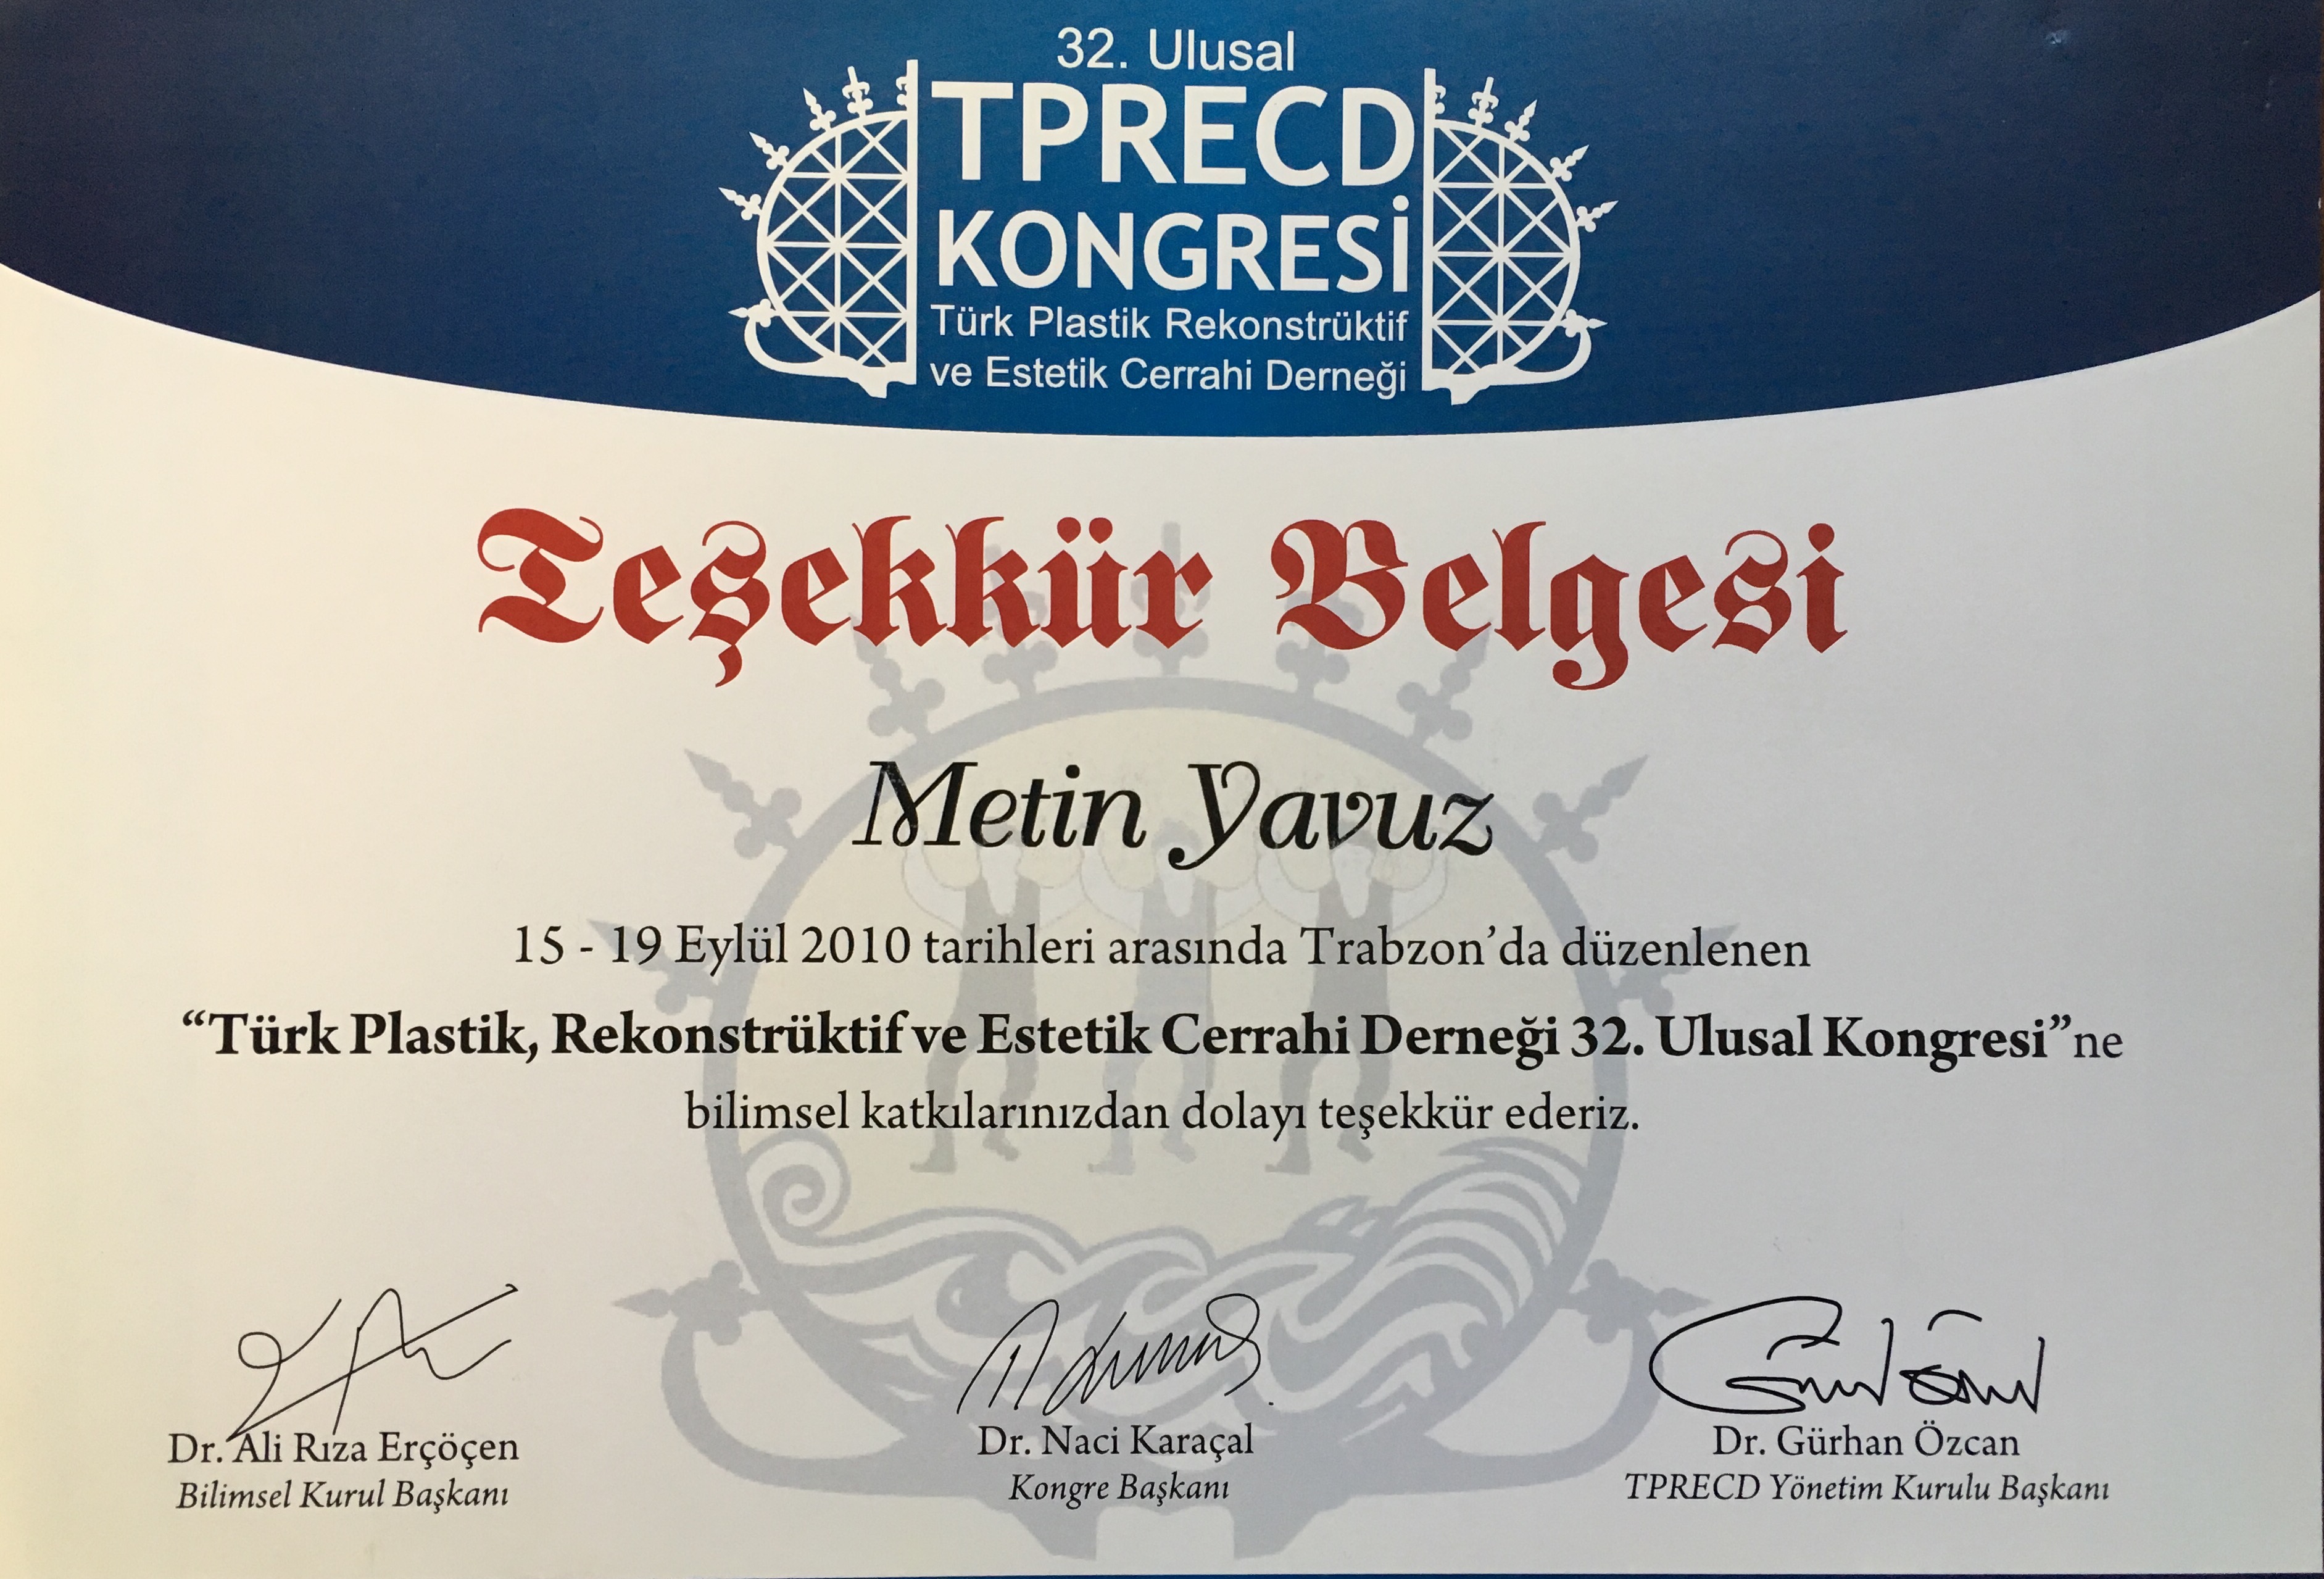 32. Ulusal
TPRECD
KONGRESİ
Türk Plastik Rekonstrüktif
ve Estetik Cerrahi Derneği
Teşekkür Belgesi
Metin Yavuz
15 - 19 Eylül 2010 tarihleri arasında Trabzon’da düzenlenen
“Türk Plastik, Rekonstrüktif ve Estetik Cerrahi Derneği 32. Ulusal Kongresi”ne
bilimsel katkılarınızdan dolayı teşekkür ederiz.
Dr. Ali Rıza Erçöçen
Bilimsel Kurul Başkanı
Dr. Naci Karaçal
Kongre Başkanı
Dr. Gürhan Özcan
TPRECD Yönetim Kurulu Başkanı